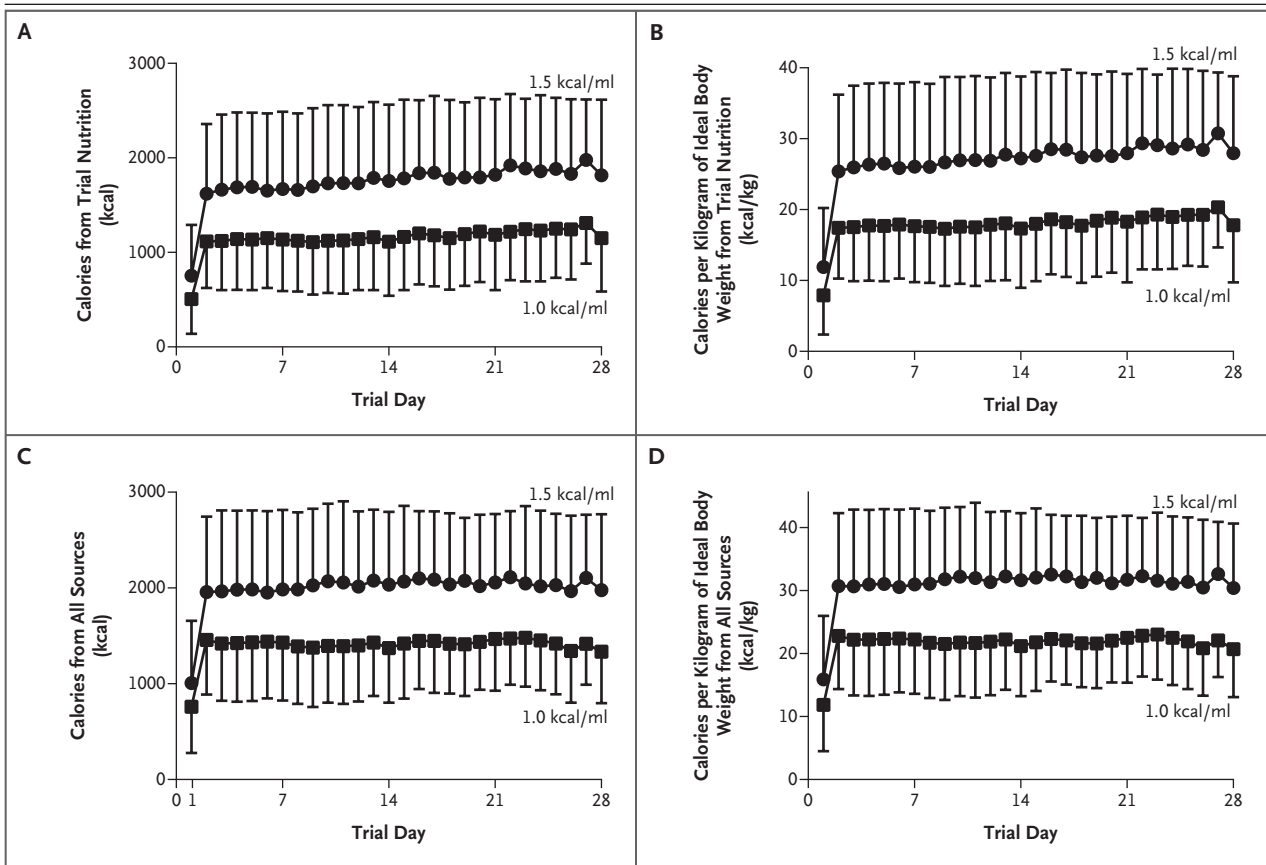 A
Calories from Trial Nutrition
(kcal)
3000
2000
1000
0
1.5 kcal/ml
1.0 kcal/ml
0 7 14 21 28
Trial Day
B
Calories per Kilogram of Ideal Body
Weight from Trial Nutrition
(kcal/kg)
40
30
20
10
0
1.5 kcal/ml
1.0 kcal/ml
0 7 14 21 28
Trial Day
C
Calories from All Sources
(kcal)
3000
2000
1000
0
1.5 kcal/ml
1.0 kcal/ml
0 1 7 14 21 28
Trial Day
D
Calories per Kilogram of Ideal Body
Weight from All Sources
(kcal/kg)
40
30
20
10
0
1.5 kcal/ml
1.0 kcal/ml
0 7 14 21 28
Trial Day